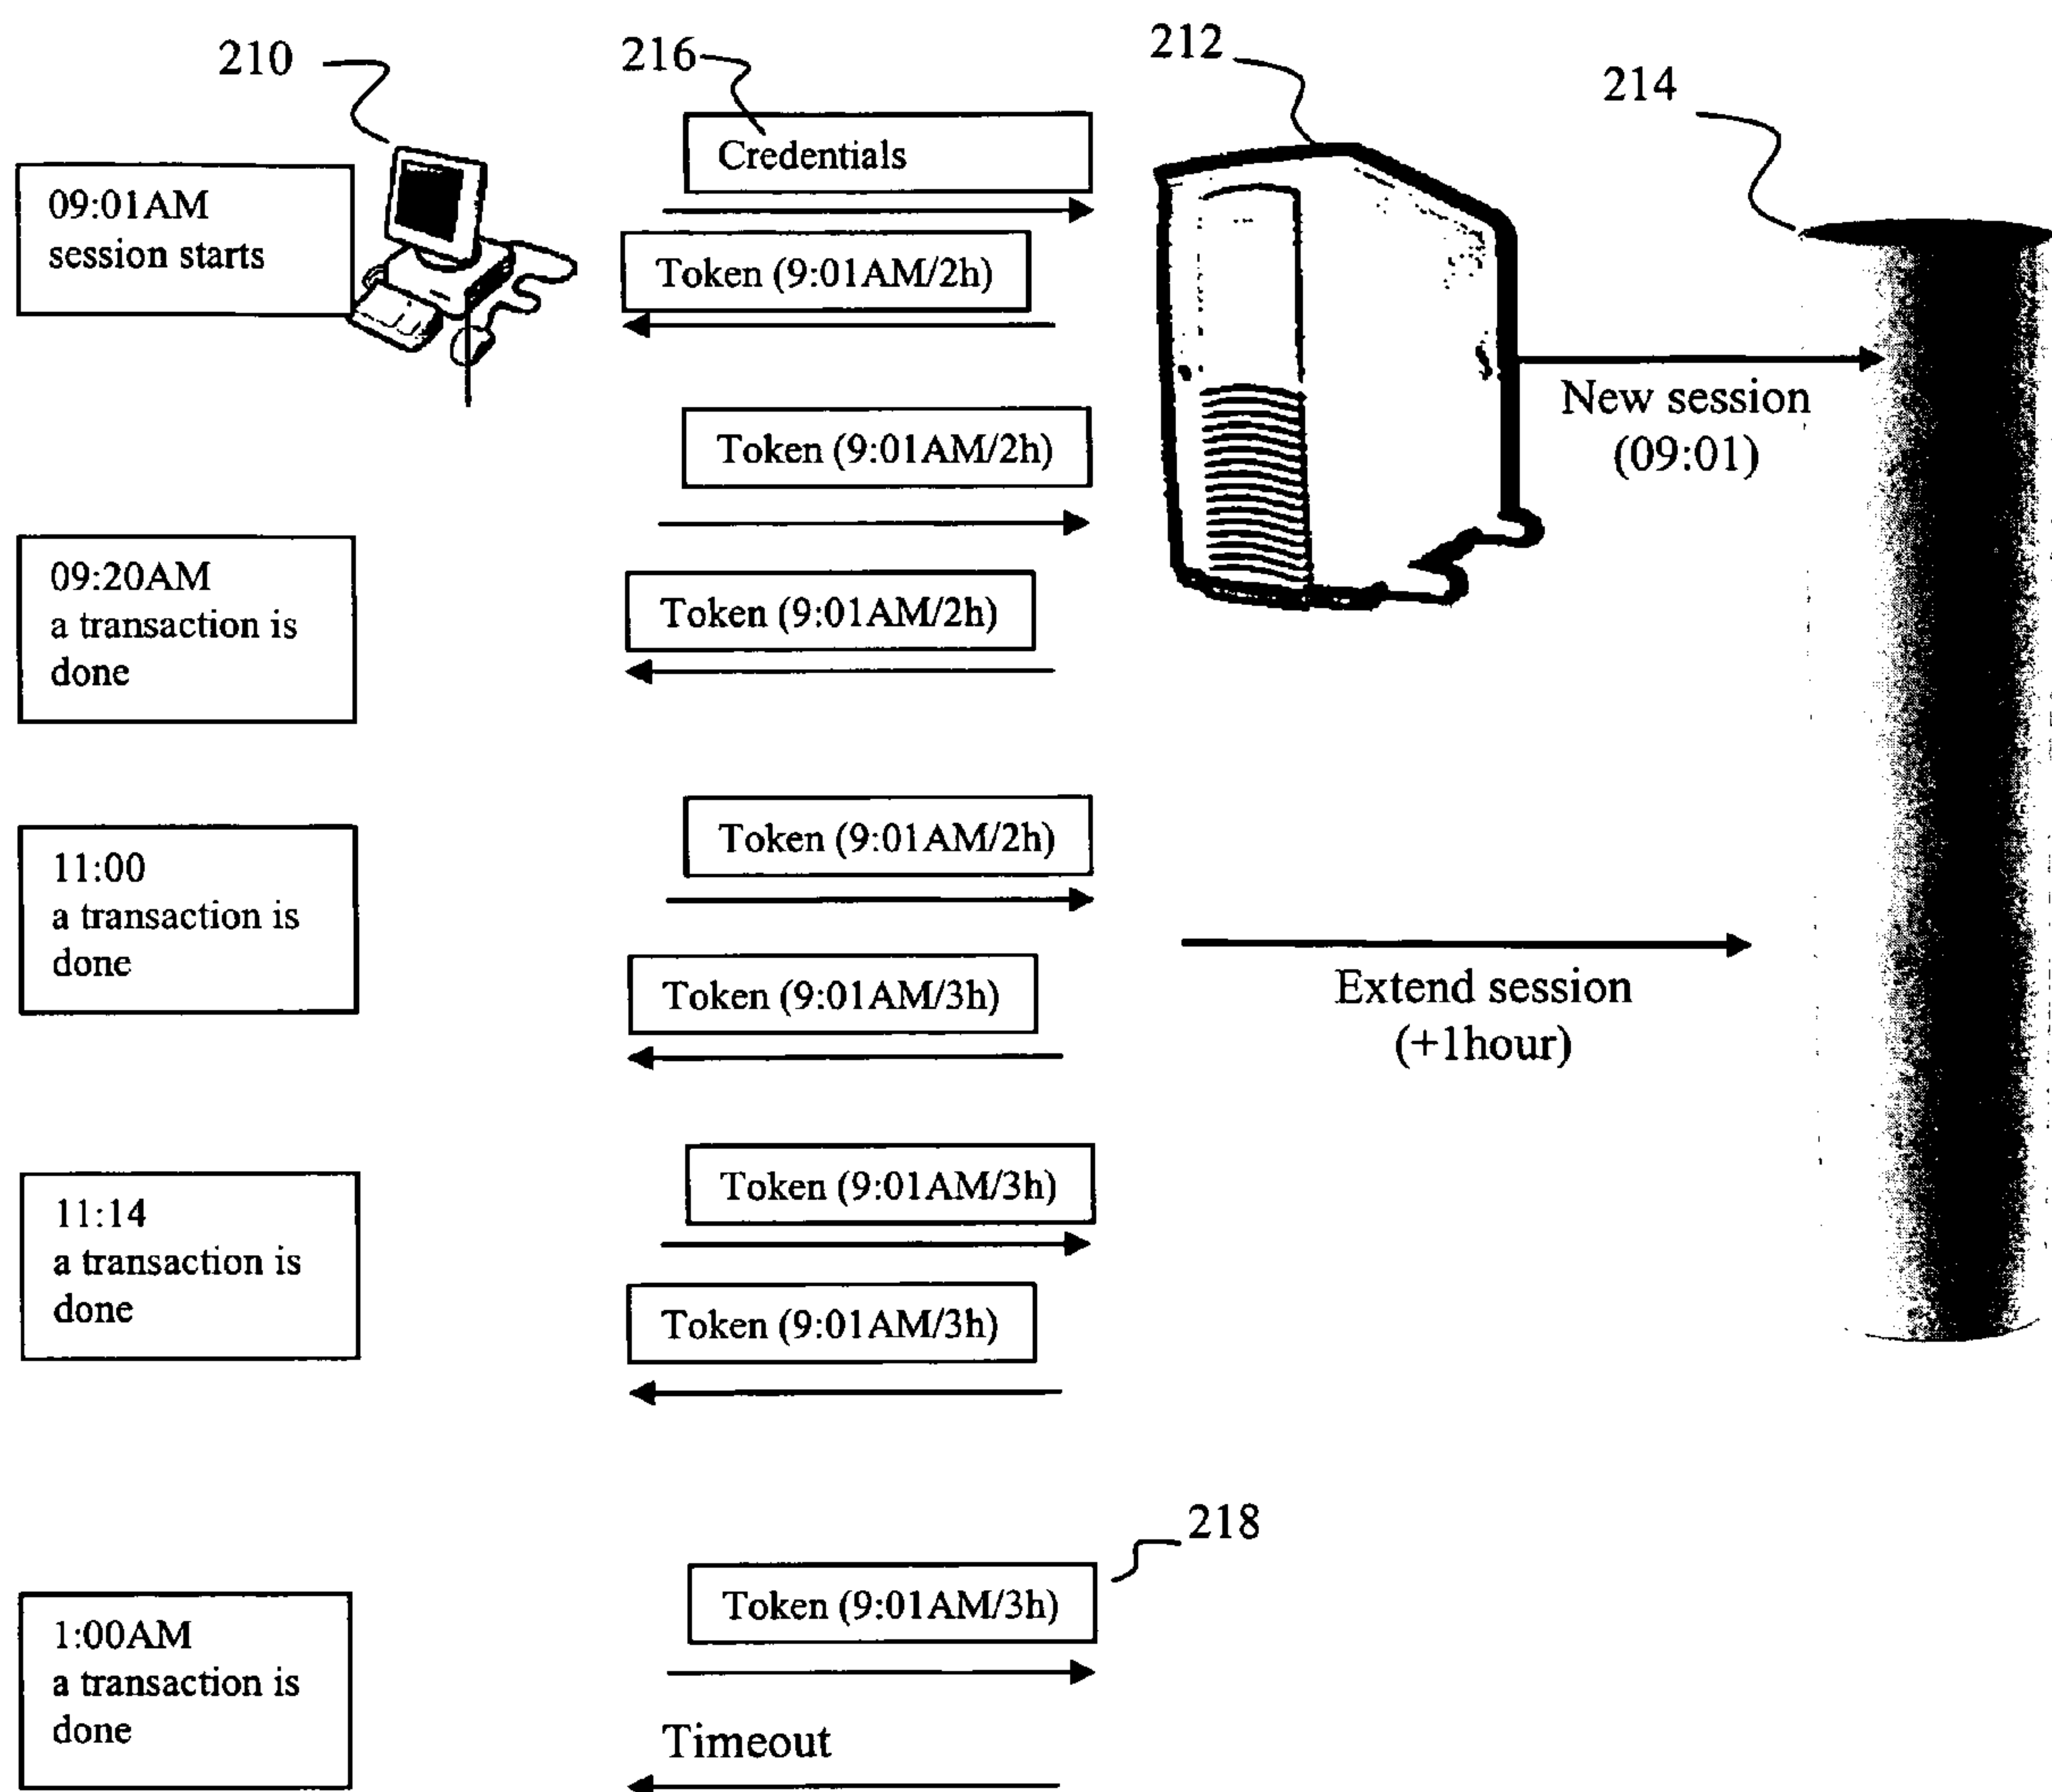 210
216
212
214
Credentials
09:01AM
session starts
Token (9:01AM/2h)
New session
(09:01)
Token (9:01AM/2h)
09:20AM
a transaction is
done
Token (9:01AM/2h)
11:00
a transaction is
done
Token (9:01AM/2h)
Token (9:01AM/3h)
Extend session
(+1hour)
11:14
a transaction is
done
Token (9:01AM/3h)
Token (9:01AM/3h)
218
Token (9:01AM/3h)
1:00AM
a transaction is
done
Timeout